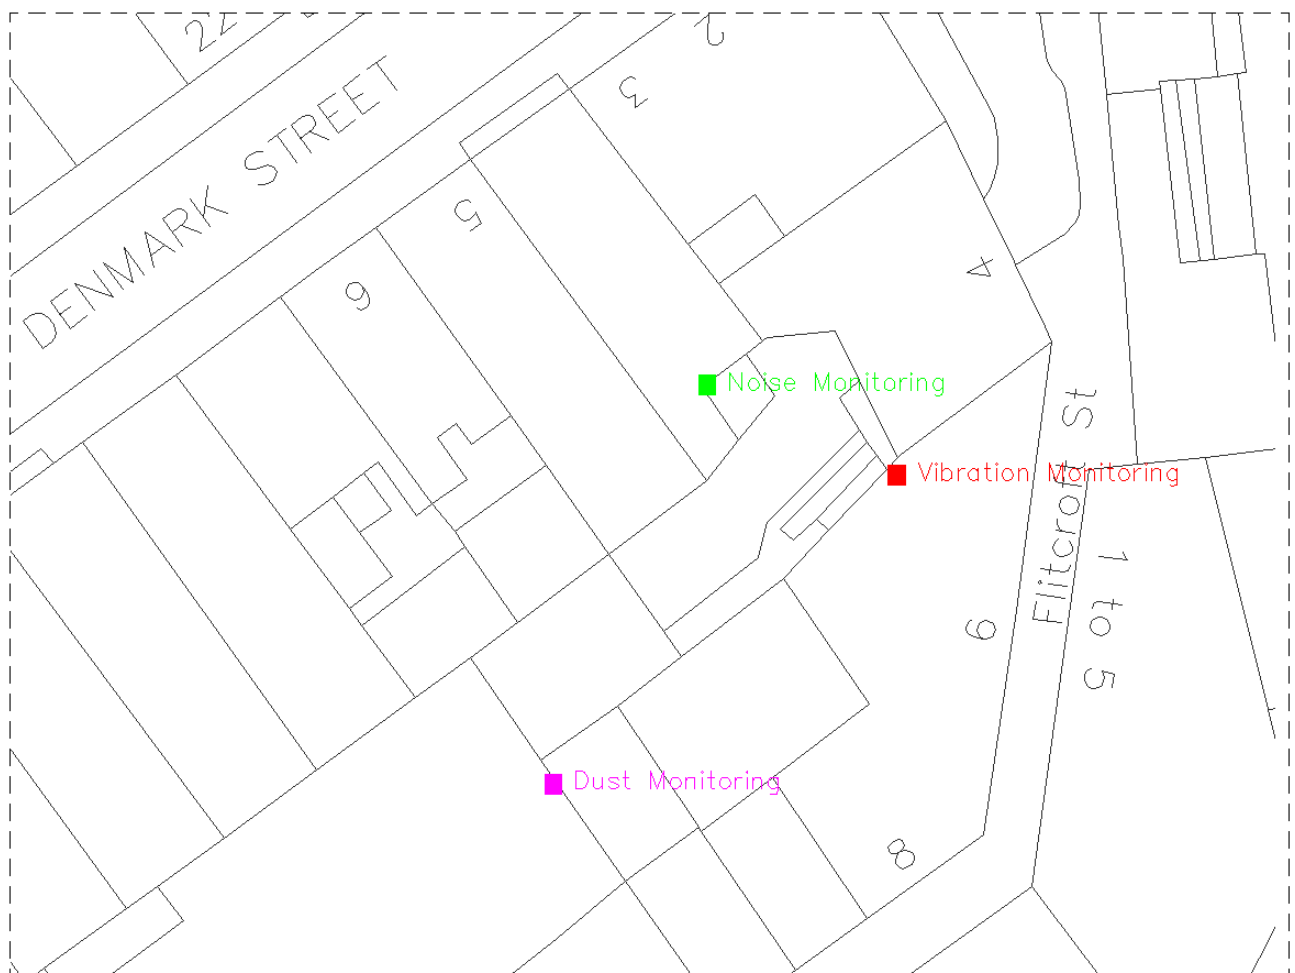 22
2
3
DENMARK STREET
5
6
4
Noise Monitoring
Vibration Monitoring
Flitcroft St
1 to 5
9
Dust Monitoring
8